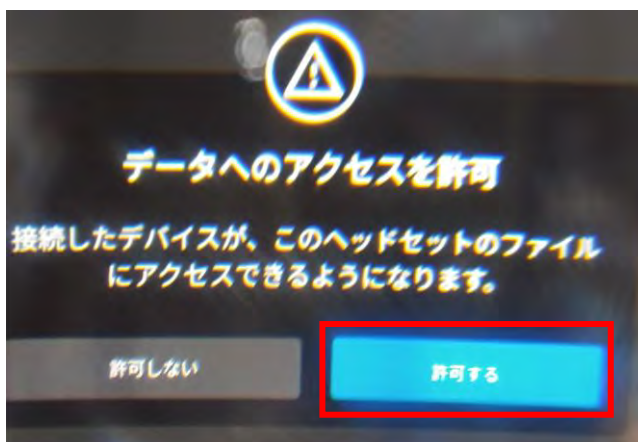 データへのアクセスを許可
接続したデバイスが、このヘッドセットのファイル
にアクセスできるようになります。
許可しない
許可する